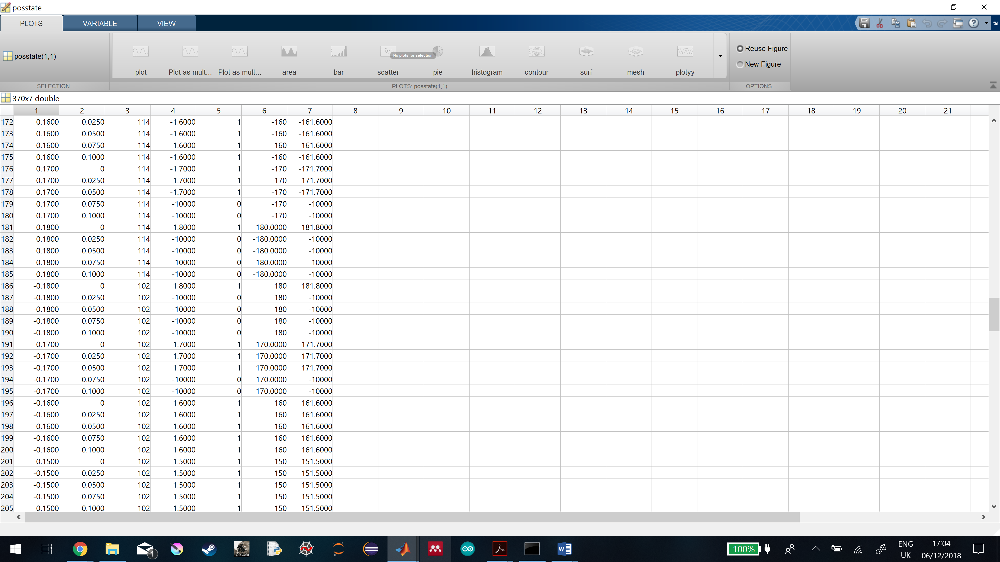 posstate
PLOTS VARIABLE VIEW
posstate(1,1)
No plots for selection
plot Plot as mult... Plot as mult... area bar scatter pie histogram contour surf mesh plotyy
Reuse Figure
New Figure
SELECTION PLOTS: posstate(1,1) OPTIONS
370x7 double
1 2 3 4 5 6 7 8 9 10 11 12 13 14 15 16 17 18 19 20 21
172 0.1600 0.0250 114 -1.6000 1 -160 -161.6000
173 0.1600 0.0500 114 -1.6000 1 -160 -161.6000
174 0.1600 0.0750 114 -1.6000 1 -160 -161.6000
175 0.1600 0.1000 114 -1.6000 1 -160 -161.6000
176 0.1700 0 114 -1.7000 1 -170 -171.7000
177 0.1700 0.0250 114 -1.7000 1 -170 -171.7000
178 0.1700 0.0500 114 -1.7000 1 -170 -171.7000
179 0.1700 0.0750 114 -10000 0 -170 -10000
180 0.1700 0.1000 114 -10000 0 -170 -10000
181 0.1800 0 114 -1.8000 1 -180.0000 -181.8000
182 0.1800 0.0250 114 -10000 0 -180.0000 -10000
183 0.1800 0.0500 114 -10000 0 -180.0000 -10000
184 0.1800 0.0750 114 -10000 0 -180.0000 -10000
185 0.1800 0.1000 114 -10000 0 -180.0000 -10000
186 -0.1800 0 102 1.8000 1 180 181.8000
187 -0.1800 0.0250 102 -10000 0 180 -10000
188 -0.1800 0.0500 102 -10000 0 180 -10000
189 -0.1800 0.0750 102 -10000 0 180 -10000
190 -0.1800 0.1000 102 -10000 0 180 -10000
191 -0.1700 0 102 1.7000 1 170.0000 171.7000
192 -0.1700 0.0250 102 1.7000 1 170.0000 171.7000
193 -0.1700 0.0500 102 1.7000 1 170.0000 171.7000
194 -0.1700 0.0750 102 -10000 0 170.0000 -10000
195 -0.1700 0.1000 102 -10000 0 170.0000 -10000
196 -0.1600 0 102 1.6000 1 160 161.6000
197 -0.1600 0.0250 102 1.6000 1 160 161.6000
198 -0.1600 0.0500 102 1.6000 1 160 161.6000
199 -0.1600 0.0750 102 1.6000 1 160 161.6000
200 -0.1600 0.1000 102 1.6000 1 160 161.6000
201 -0.1500 0 102 1.5000 1 150 151.5000
202 -0.1500 0.0250 102 1.5000 1 150 151.5000
203 -0.1500 0.0500 102 1.5000 1 150 151.5000
204 -0.1500 0.0750 102 1.5000 1 150 151.5000
205 -0.1500 0.1000 102 1.5000 1 150 151.5000
1
100%
ENG
UK
17:04
06/12/2018